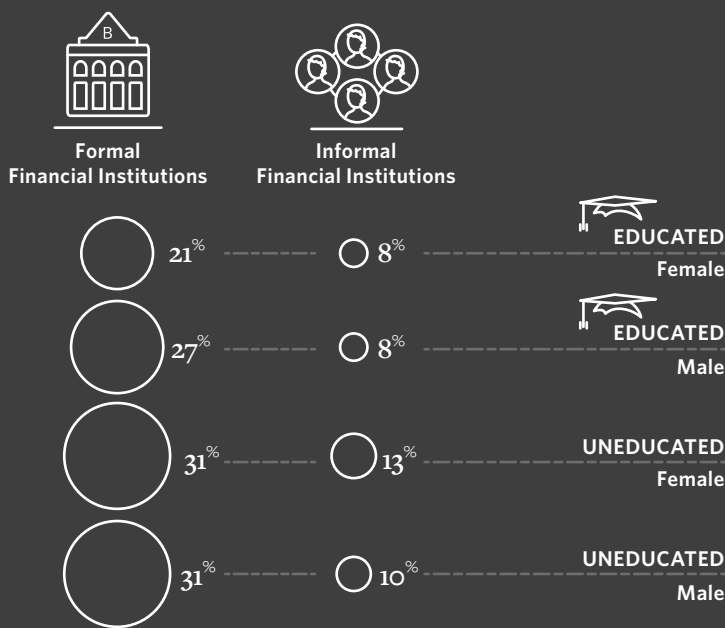 B
Formal
Financial Institutions
Informal
Financial Institutions
21% 8% EDUCATED
Female
27% 8% EDUCATED
Male
31% 13% UNEDUCATED
Female
31% 10% UNEDUCATED
Male